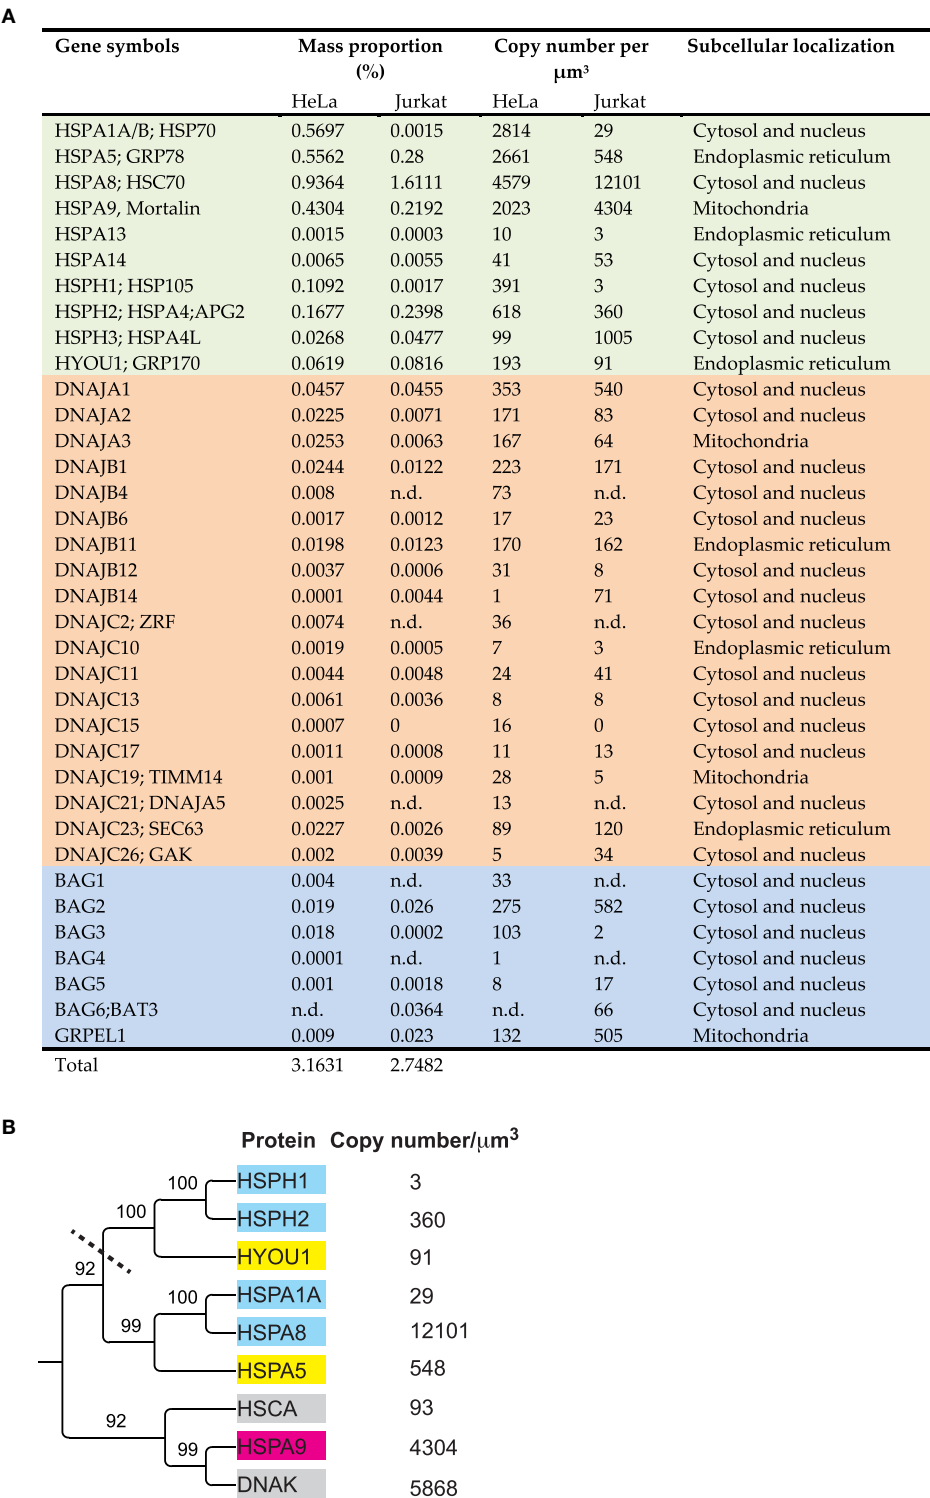 A
Gene symbols Mass proportion Copy number per Subcellular localization
(%) µm³
HeLa Jurkat HeLa Jurkat
HSPA1A/B; HSP70 0.5697 0.0015 2814 29 Cytosol and nucleus
HSPA5; GRP78 0.5562 0.28 2661 548 Endoplasmic reticulum
HSPA8; HSC70 0.9364 1.6111 4579 12101 Cytosol and nucleus
HSPA9, Mortalin 0.4304 0.2192 2023 4304 Mitochondria
HSPA13 0.0015 0.0003 10 3 Endoplasmic reticulum
HSPA14 0.0065 0.0055 41 53 Cytosol and nucleus
HSPH1; HSP105 0.1092 0.0017 391 3 Cytosol and nucleus
HSPH2; HSPA4;APG2 0.1677 0.2398 618 360 Cytosol and nucleus
HSPH3; HSPA4L 0.0268 0.0477 99 1005 Cytosol and nucleus
HYOU1; GRP170 0.0619 0.0816 193 91 Endoplasmic reticulum
DNAJA1 0.0457 0.0455 353 540 Cytosol and nucleus
DNAJA2 0.0225 0.0071 171 83 Cytosol and nucleus
DNAJA3 0.0253 0.0063 167 64 Mitochondria
DNAJB1 0.0244 0.0122 223 171 Cytosol and nucleus
DNAJB4 0.008 n.d. 73 n.d. Cytosol and nucleus
DNAJB6 0.0017 0.0012 17 23 Cytosol and nucleus
DNAJB11 0.0198 0.0123 170 162 Endoplasmic reticulum
DNAJB12 0.0037 0.0006 31 8 Cytosol and nucleus
DNAJB14 0.0001 0.0044 1 71 Cytosol and nucleus
DNAJC2; ZRF 0.0074 n.d. 36 n.d. Cytosol and nucleus
DNAJC10 0.0019 0.0005 7 3 Endoplasmic reticulum
DNAJC11 0.0044 0.0048 24 41 Cytosol and nucleus
DNAJC13 0.0061 0.0036 8 8 Cytosol and nucleus
DNAJC15 0.0007 0 16 0 Cytosol and nucleus
DNAJC17 0.0011 0.0008 11 13 Cytosol and nucleus
DNAJC19; TIMM14 0.001 0.0009 28 5 Mitochondria
DNAJC21; DNAJA5 0.0025 n.d. 13 n.d. Cytosol and nucleus
DNAJC23; SEC63 0.0227 0.0026 89 120 Endoplasmic reticulum
DNAJC26; GAK 0.002 0.0039 5 34 Cytosol and nucleus
BAG1 0.004 n.d. 33 n.d. Cytosol and nucleus
BAG2 0.019 0.026 275 582 Cytosol and nucleus
BAG3 0.018 0.0002 103 2 Cytosol and nucleus
BAG4 0.0001 n.d. 1 n.d. Cytosol and nucleus
BAG5 0.001 0.0018 8 17 Cytosol and nucleus
BAG6;BAT3 n.d. 0.0364 n.d. 66 Cytosol and nucleus
GRPEL1 0.009 0.023 132 505 Mitochondria
Total 3.1631 2.7482
B
Protein Copy number/µm³
100 HSPH1 3
100 HSPH2 360
HYOU1 91
92
100 HSPA1A 29
99 HSPA8 12101
HSPA5 548
92 HSCA 93
99 HSPA9 4304
DNAK 5868